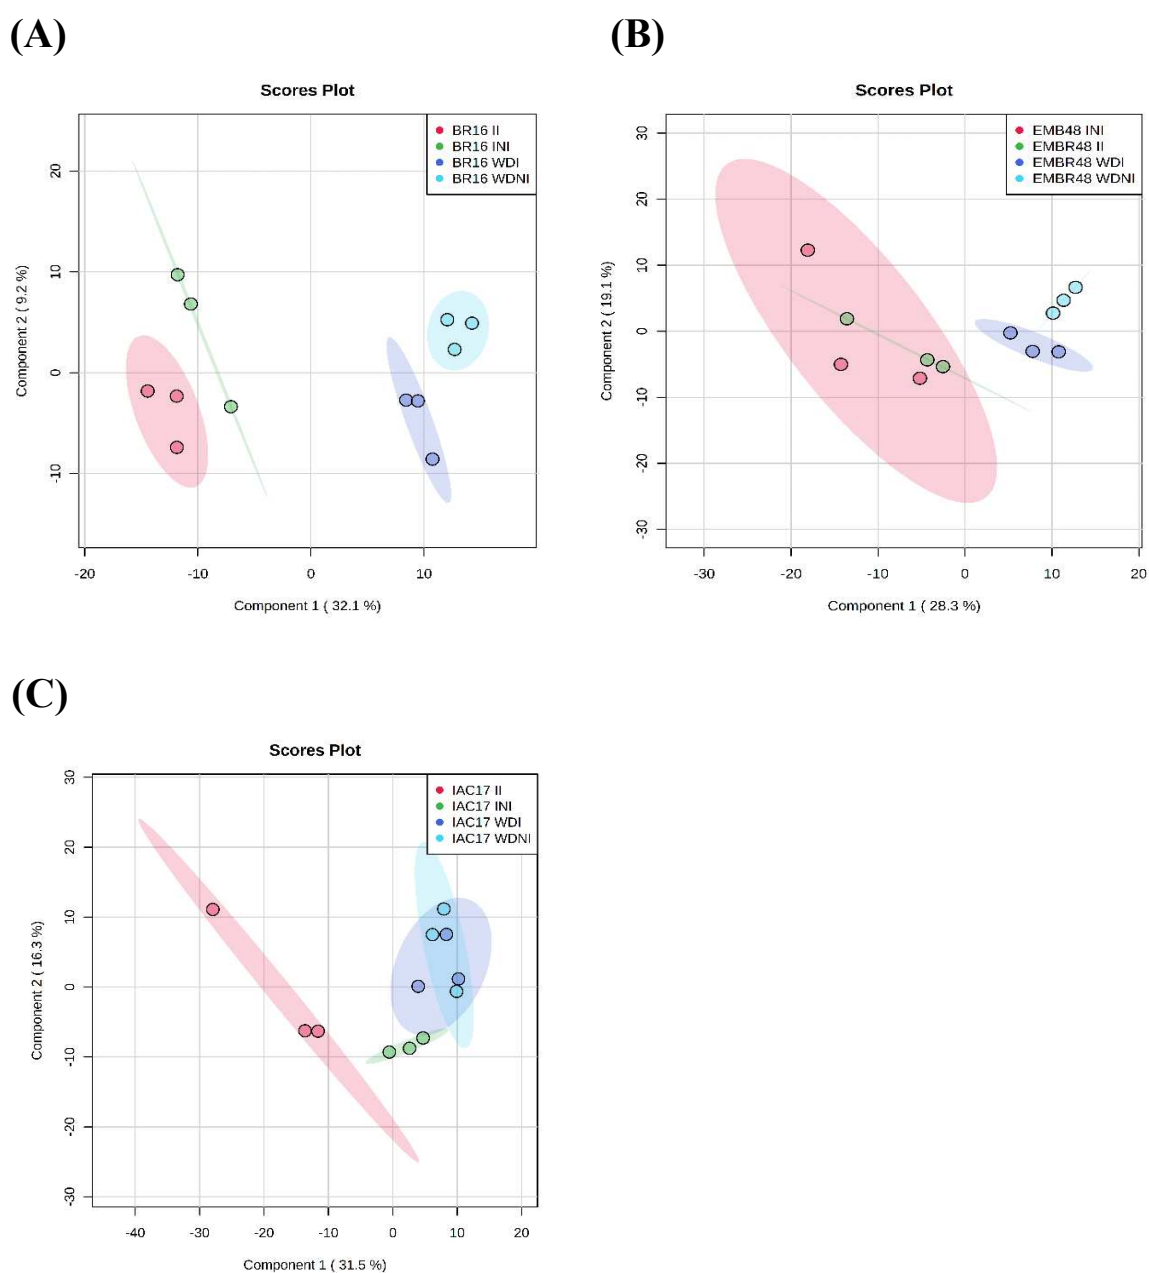 (A)
Scores Plot
BR16 II
BR16 INI
BR16 WDI
BR16 WDNI
Component 2 ( 9.2 %)
20
10
0
-10
-20 -10 0 10
Component 1 ( 32.1 %)
(B)
Scores Plot
EMB48 INI
EMBR48 II
EMBR48 WDI
EMBR48 WDNI
Component 2 ( 19.1 %)
30
20
10
0
-10
-20
-30
-30 -20 -10 0 10 20
Component 1 ( 28.3 %)
(C)
Scores Plot
IAC17 II
IAC17 INI
IAC17 WDI
IAC17 WDNI
Component 2 ( 16.3 %)
30
20
10
0
-10
-20
-30
-40 -30 -20 -10 0 10 20
Component 1 ( 31.5 %)